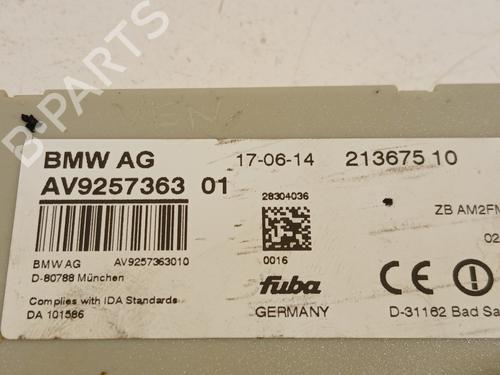 B-PARTS
BMW AG 17-06-14 213675 10
AV9257363 01
28304036
ZB AM2FM
02
BMW AG AV9257363010
0016
D-80788 München
fuba
Complies with IDA Standards
DA 101586
GERMANY
D-31162 Bad Sa